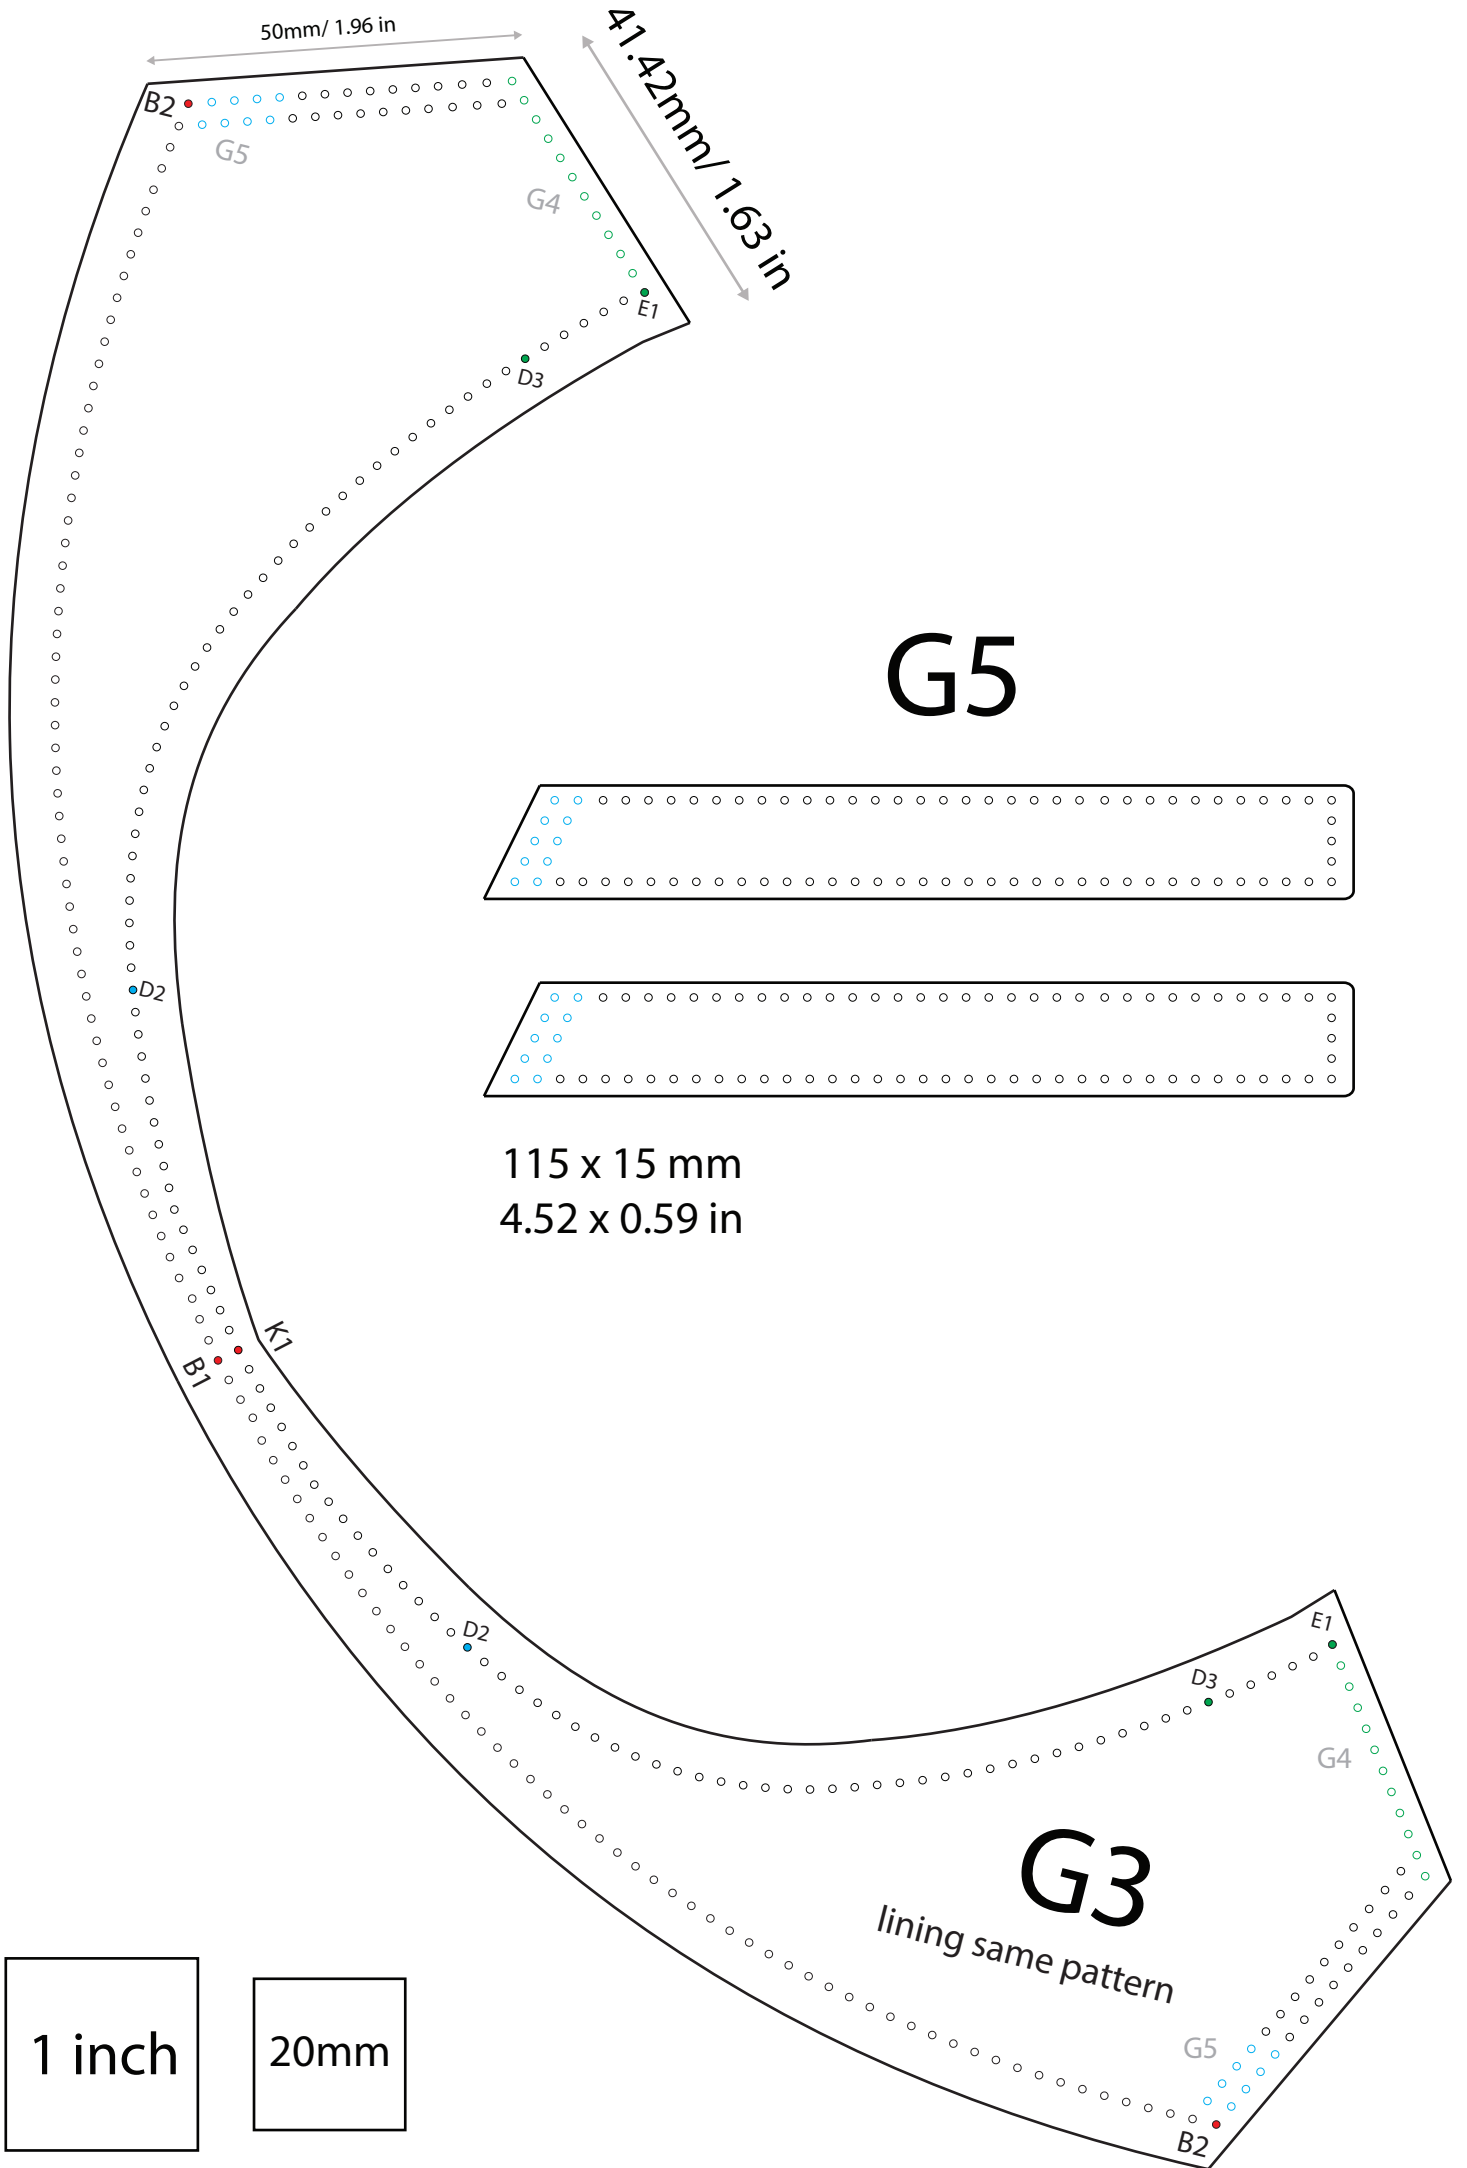 50mm/ 1.96 in
41.42mm/ 1.63 in
B2
G5
G4
E1
D3
G5
D2
115 x 15 mm
4.52 x 0.59 in
K1
B1
D2
E1
D3
G4
G3
lining same pattern
G5
B2
1 inch
20mm